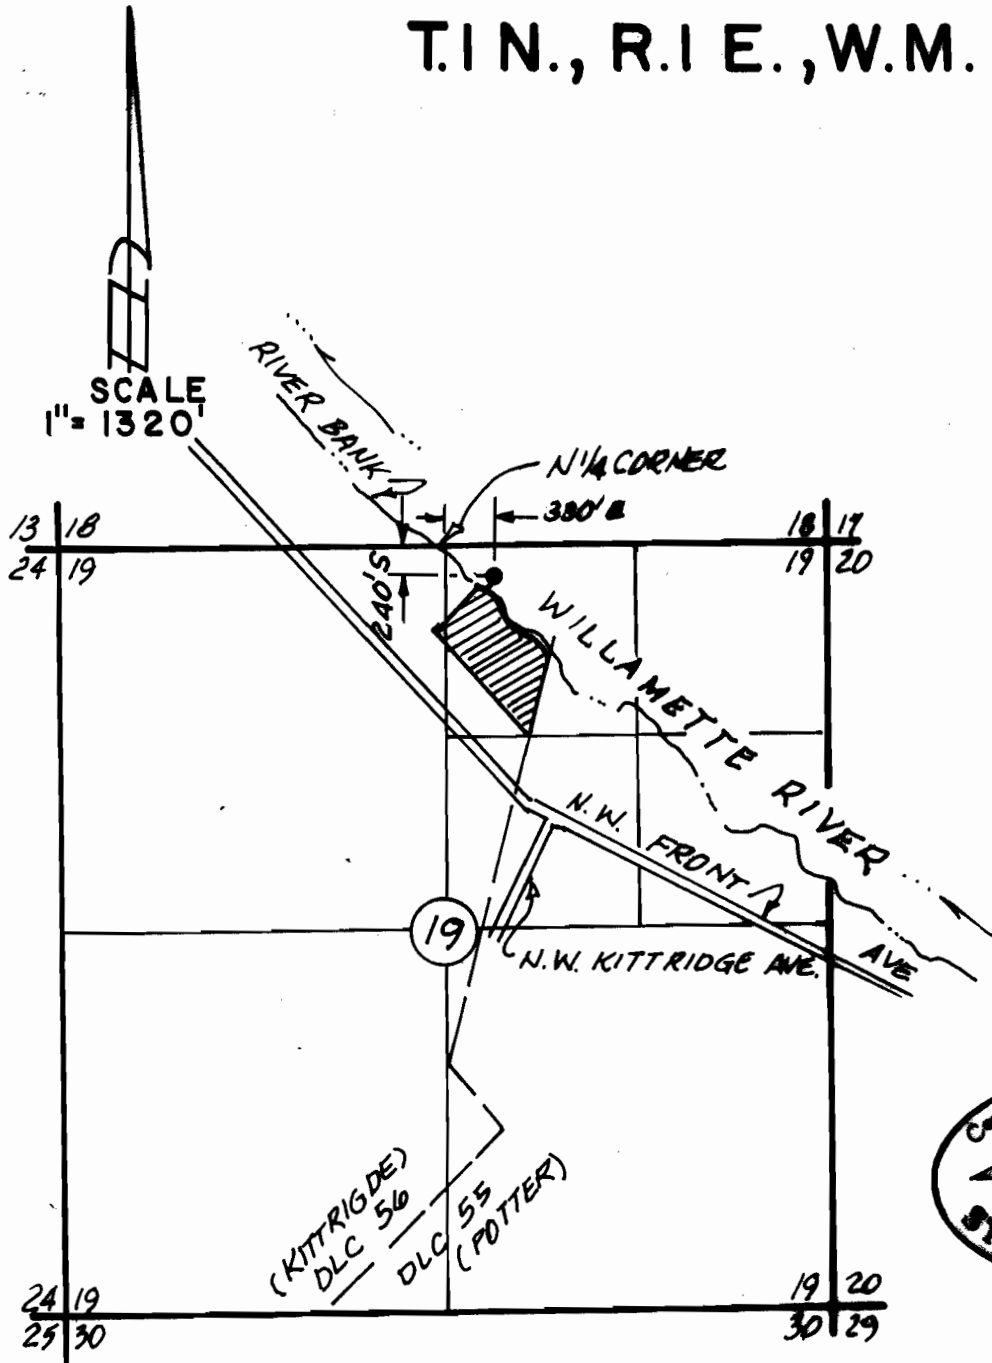 T.1 N., R.1 E., W.M.
SCALE
1"= 1320'
RIVER BANK
N 1/4 CORNER
13 18
24 19
18 17
19 20
240'S
WILLAMETTE RIVER
N.W. FRONT AVE
19
N.W. KITTRIDGE AVE.
(KITTRIGDE)
DLC 56
DLC 55
(POTTER)
24 19
25 30
19 20
30 29